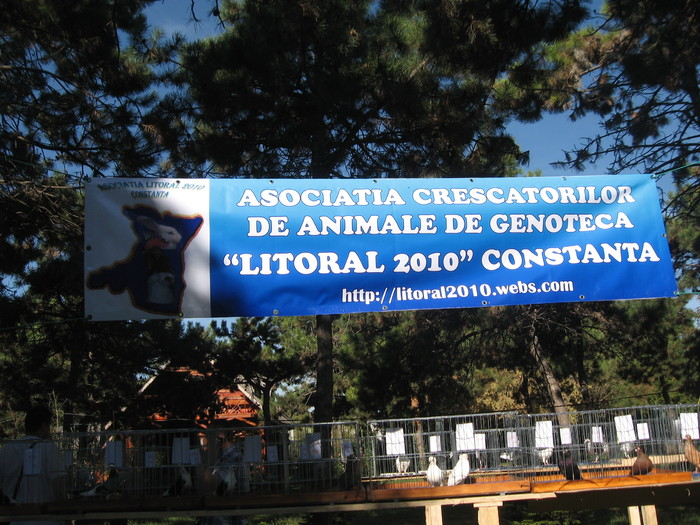 ASOCIATIA LITORAL 2010
CONSTANTA
ASOCIATIA CRESCATORILOR
DE ANIMALE DE GENOTECA
“LITORAL 2010” CONSTANTA
http://litoral2010.webs.com